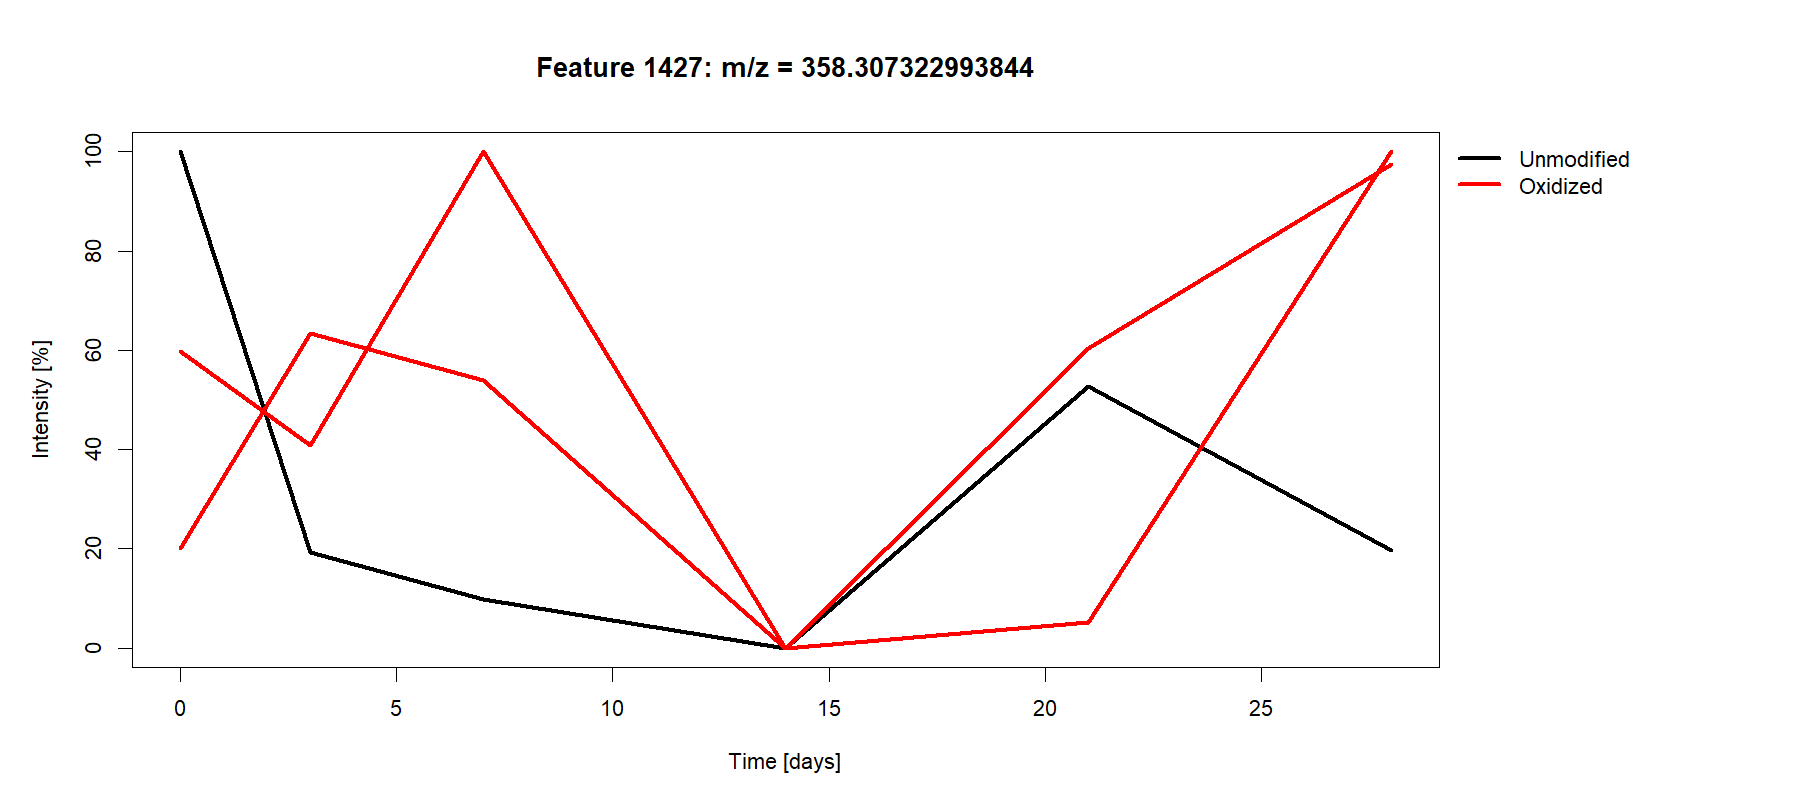 Feature 1427: m/z = 358.307322993844
100
80
60
40
20
0
Intensity [%]
0 5 10 15 20 25
Time [days]
Unmodified
Oxidized